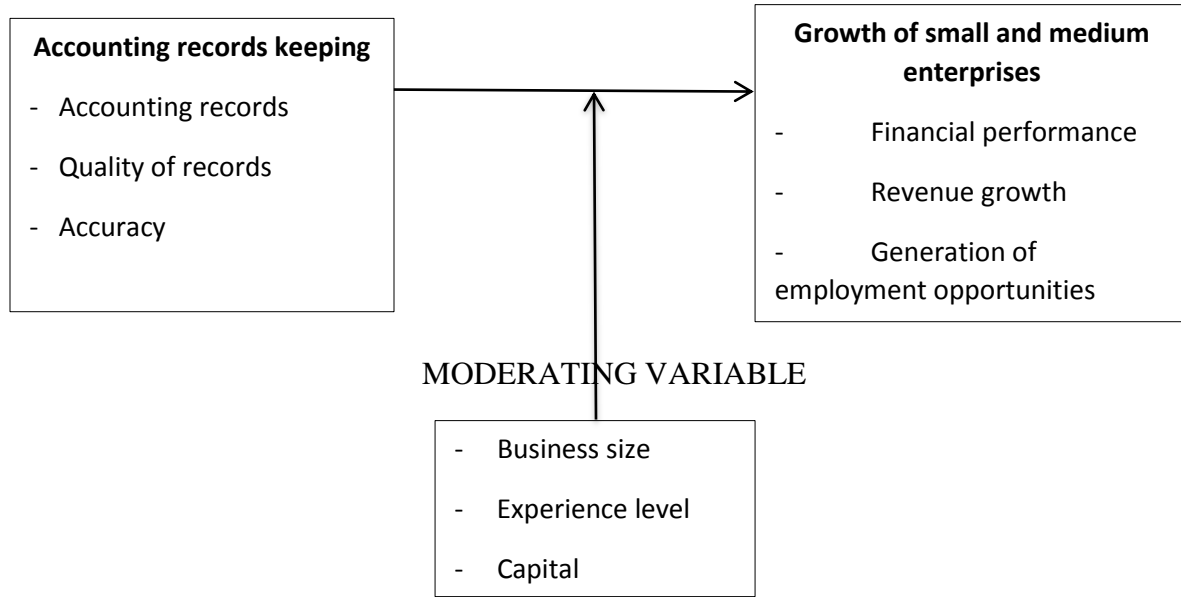 Accounting records keeping
- Accounting records
- Quality of records
- Accuracy
Growth of small and medium
enterprises
- Financial performance
- Revenue growth
- Generation of
employment opportunities
MODERATING VARIABLE
- Business size
- Experience level
- Capital